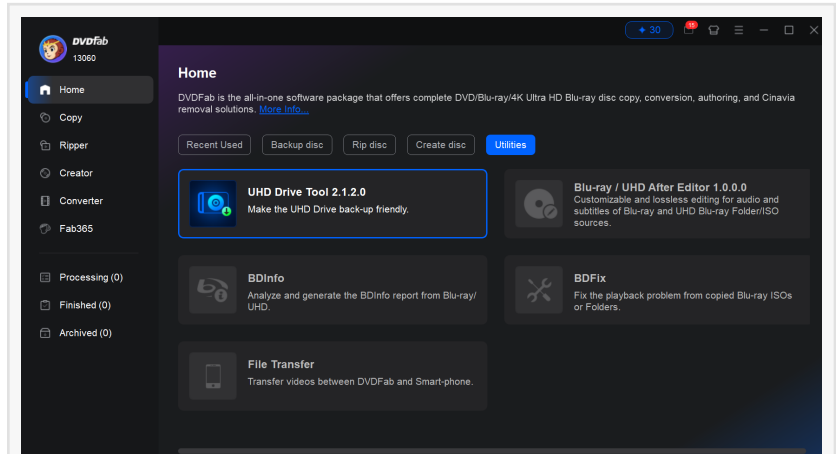 DVDFab
13060
30
15
Home
Copy
Ripper
Creator
Converter
Fab365
Processing (0)
Finished (0)
Archived (0)
Home
DVDFab is the all-in-one software package that offers complete DVD/Blu-ray/4K Ultra HD Blu-ray disc copy, conversion, authoring, and Cinavia
removal solutions. More Info...
Recent Used
Backup disc
Rip disc
Create disc
Utilities
UHD Drive Tool 2.1.2.0
Make the UHD Drive back-up friendly.
Blu-ray / UHD After Editor 1.0.0.0
Customizable and lossless editing for audio and
subtitles of Blu-ray and UHD Blu-ray Folder/ISO
sources.
BDInfo
Analyze and generate the BDInfo report from Blu-ray/
UHD.
BDFix
Fix the playback problem from copied Blu-ray ISOs
or Folders.
File Transfer
Transfer videos between DVDFab and Smart-phone.